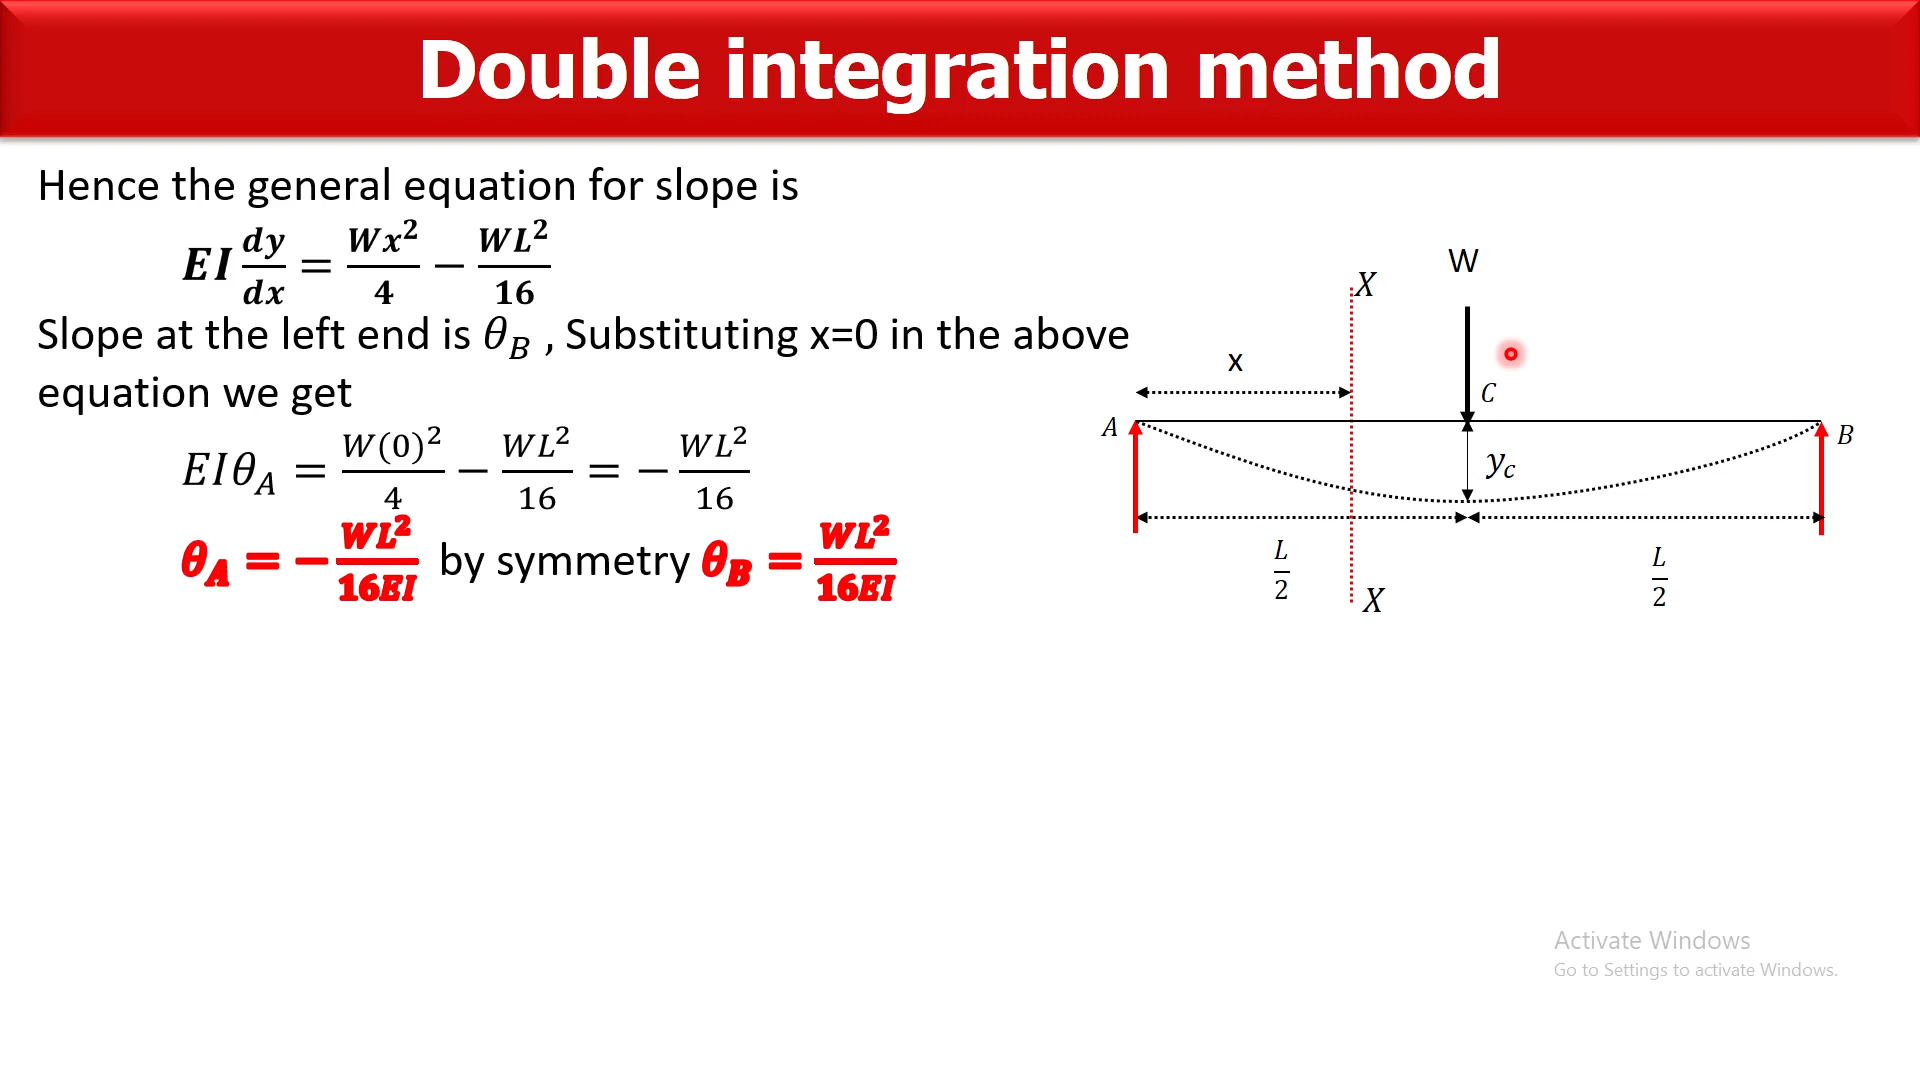 Double integration method
Hence the general equation for slope is
EI dy/dx = Wx²/4 − WL²/16
Slope at the left end is θ_B , Substituting x=0 in the above
equation we get
EIθ_A = W(0)²/4 − WL²/16 = − WL²/16
θ_A = − WL²/16EI by symmetry θ_B = WL²/16EI
W
X
x
C
A
B
y_c
L/2
L/2
X
Activate Windows
Go to Settings to activate Windows.